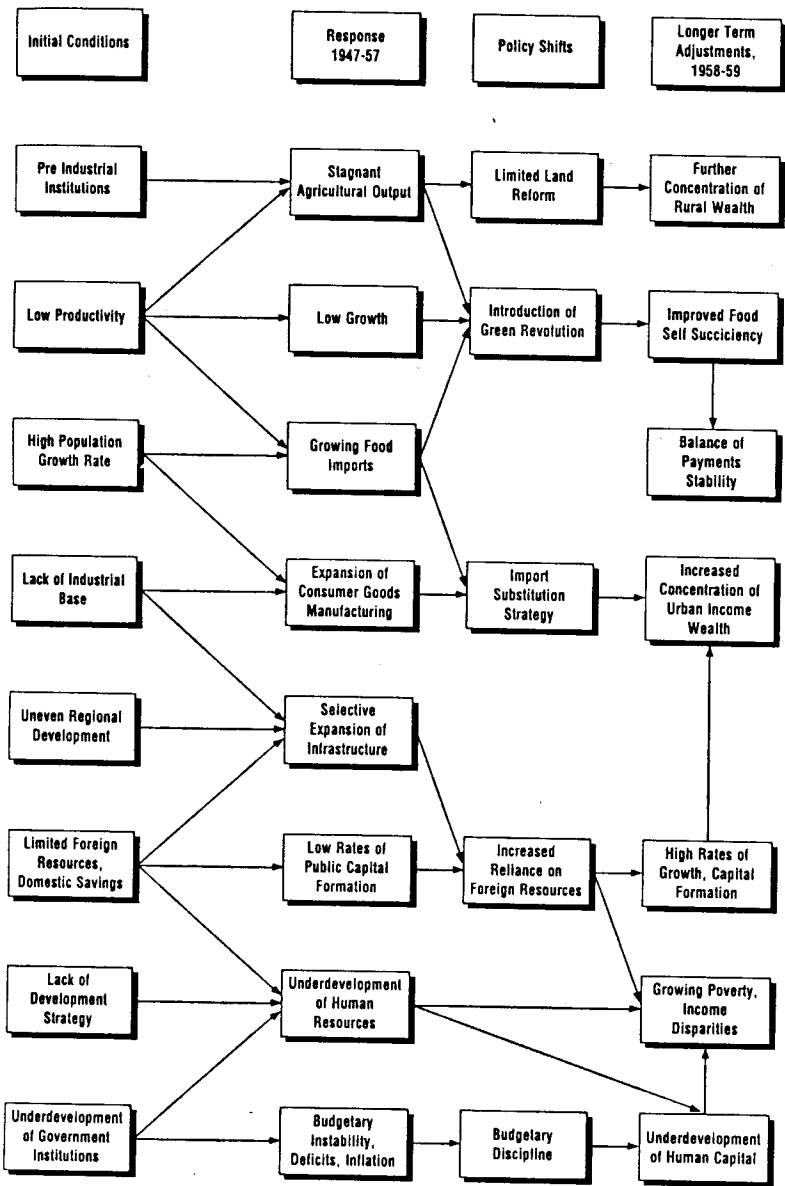 Initial Conditions
Response
1947-57
Policy Shifts
Longer Term
Adjustments,
1958-59
Pre Industrial
Institutions
Stagnant
Agricultural Output
Limited Land
Reform
Further
Concentration of
Rural Wealth
Low Productivity
Low Growth
Introduction of
Green Revolution
Improved Food
Self Succiciency
High Population
Growth Rate
Growing Food
Imports
Balance of
Payments
Stability
Lack of Industrial
Base
Expansion of
Consumer Goods
Manufacturing
Import
Substitution
Strategy
Increased
Concentration of
Urban Income
Wealth
Uneven Regional
Development
Selective
Expansion of
Infrastructure
Limited Foreign
Resources,
Domestic Savings
Low Rates of
Public Capital
Formation
Increased
Reliance on
Foreign Resources
High Rates of
Growth, Capital
Formation
Lack of
Development
Strategy
Underdevelopment
of Human
Resources
Growing Poverty,
Income
Disparities
Underdevelopment
of Government
Institutions
Budgetary
Instability,
Deficits, Inflation
Budgetary
Discipline
Underdevelopment
of Human Capital